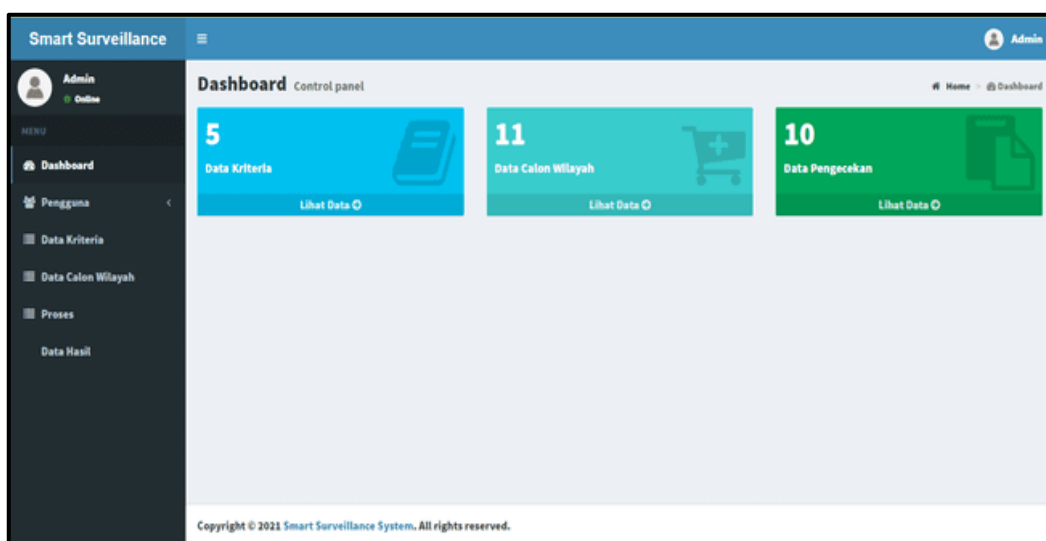 Smart Surveillance
Admin
Admin
Online
MENU
Dashboard
Pengguna
Data Kriteria
Data Calon Wilayah
Proses
Data Hasil
Dashboard Control panel
Home > Dashboard
5
Data Kriteria
Lihat Data
11
Data Calon Wilayah
Lihat Data
10
Data Pengecekan
Lihat Data
Copyright © 2021 Smart Surveillance System. All rights reserved.